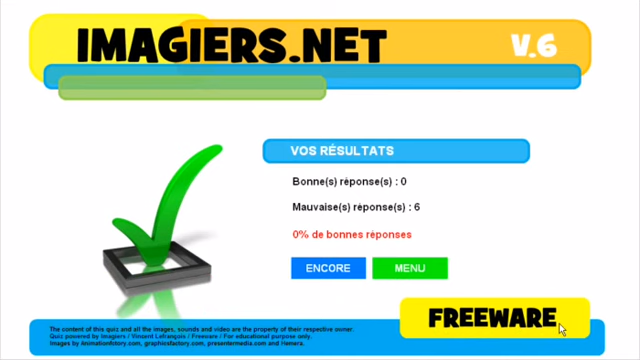 IMAGIERS.NET
V.6
VOS RÉSULTATS
Bonne(s) réponse(s) : 0
Mauvaise(s) réponse(s) : 6
0% de bonnes réponses
ENCORE
MENU
FREEWARE
The content of this quiz and all the images, sounds and video are the property of their respective owner.
Quiz powered by Imagiers / Vincent Lefrançois / Freeware / For educational purpose only.
Images by Animationfctory.com, graphicsfactory.com, presentermedia.com and Hemera.